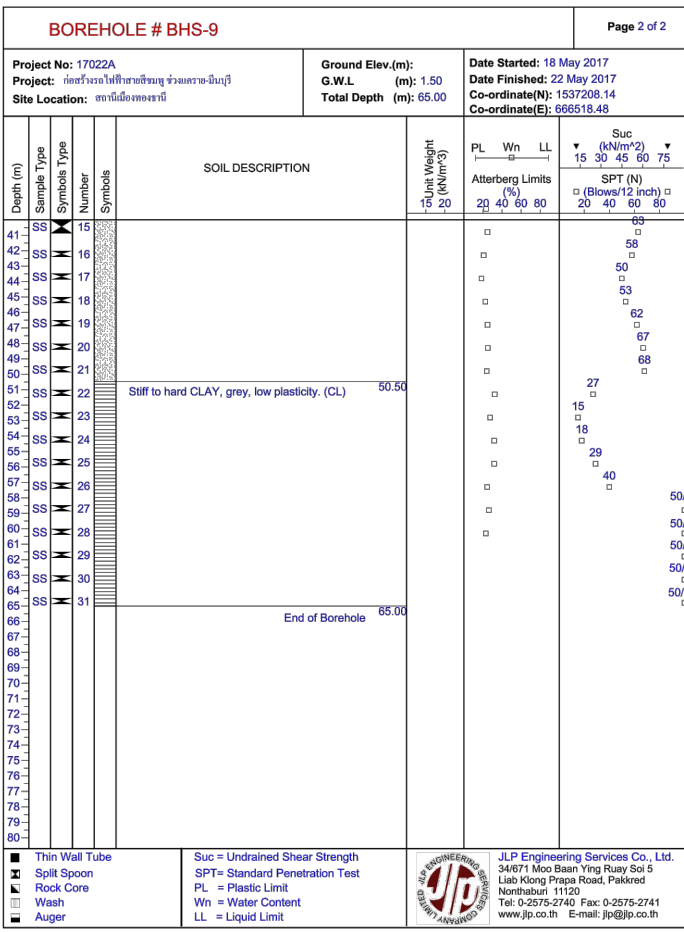 BOREHOLE # BHS-9
Page 2 of 2
Project No: 17022A
Project: ก่อสร้างรถไฟฟ้าสายสีชมพู ช่วงแคราย-มีนบุรี
Site Location: สถานีเมืองทองธานี
Ground Elev.(m):
G.W.L (m): 1.50
Total Depth (m): 65.00
Date Started: 18 May 2017
Date Finished: 22 May 2017
Co-ordinate(N): 1537208.14
Co-ordinate(E): 666518.48
Depth (m)
Sample Type
Symbols Type
Number
Symbols
SOIL DESCRIPTION
Unit Weight
(kN/m^3)
15 20
PL Wn LL
Atterberg Limits
(%)
20 40 60 80
Suc
(kN/m^2)
15 30 45 60 75
SPT (N)
(Blows/12 inch)
20 40 60 80
SS 15 63
41
42 SS 16 58
43
SS 17 50
44
45 SS 18 53
46
SS 19 62
47
48 SS 20 67
49
SS 21 68
50
51 SS 22 Stiff to hard CLAY, grey, low plasticity. (CL) 50.50 27
52
SS 23 15
53
54 SS 24 18
55
SS 25 29
56
57 SS 26 40
58
SS 27 50/
59
60 SS 28 50/
61
SS 29 50/
62
63 SS 30 50/
64
SS 31 50/
65
End of Borehole 65.00
66
67
68
69
70
71
72
73
74
75
76
77
78
79
80
Thin Wall Tube
Split Spoon
Rock Core
Wash
Auger
Suc = Undrained Shear Strength
SPT= Standard Penetration Test
PL = Plastic Limit
Wn = Water Content
LL = Liquid Limit
JLP ENGINEERING SERVICES COMPANY LIMITED
Jlp
JLP Engineering Services Co., Ltd.
34/671 Moo Baan Ying Ruay Soi 5
Liab Klong Prapa Road, Pakkred
Nonthaburi 11120
Tel: 0-2575-2740 Fax: 0-2575-2741
www.jlp.co.th E-mail: jlp@jlp.co.th